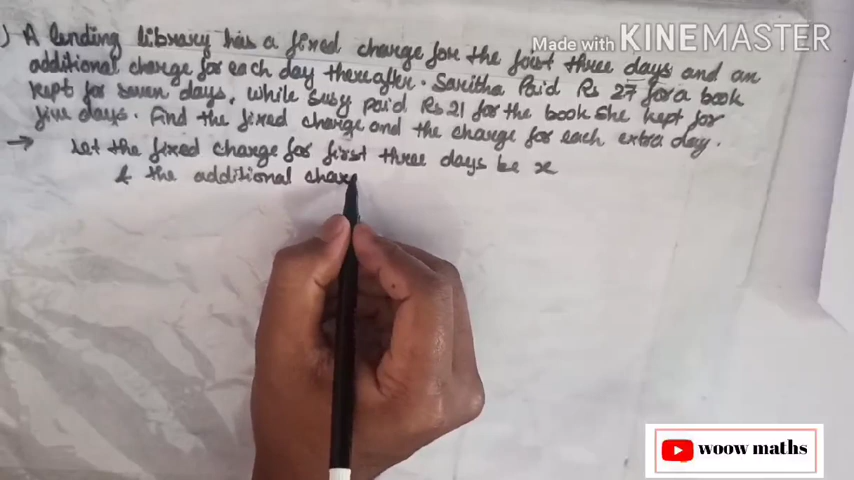 Made with KINEMASTER
) A lending library has a fixed charge for the first three days and an
additional charge for each day thereafter. Saritha Paid Rs 27 for a book
kept for seven days, while susy paid Rs 21 for the book she kept for
five days. Find the fixed charge and the charge for each extra day.
→ Let the fixed charge for first three days be x
& the additional char
woow maths